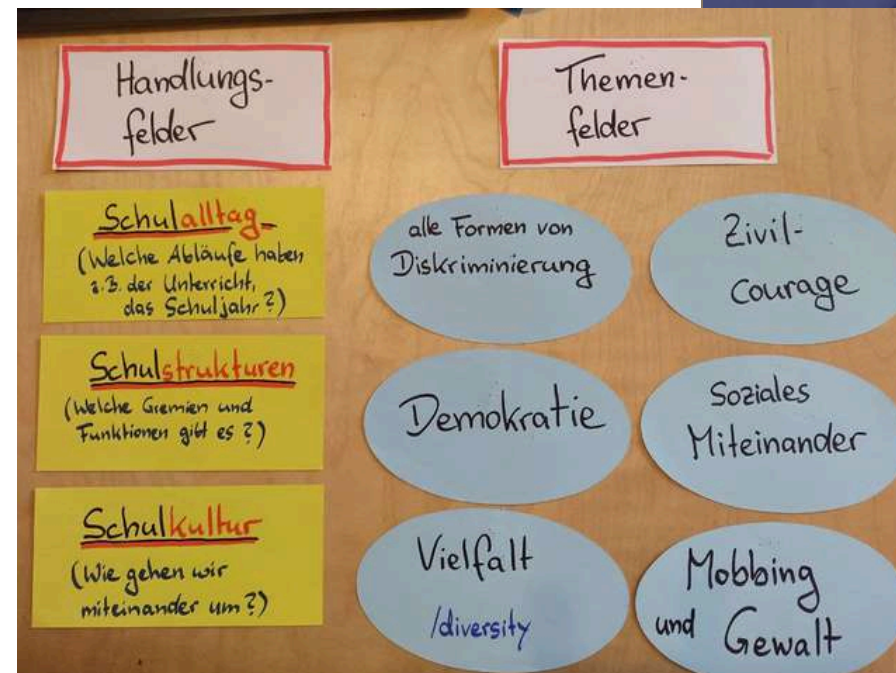 Handlungs-
felder
Schulalltag
(Welche Abläufe haben
z.B. der Unterricht,
das Schuljahr?)
Schulstrukturen
(Welche Gremien und
Funktionen gibt es?)
Schulkultur
(Wie gehen wir
miteinander um?)
Themen-
felder
alle Formen von
Diskriminierung
Zivil-
courage
Demokratie
Soziales
Miteinander
Vielfalt
/diversity
Mobbing
und Gewalt